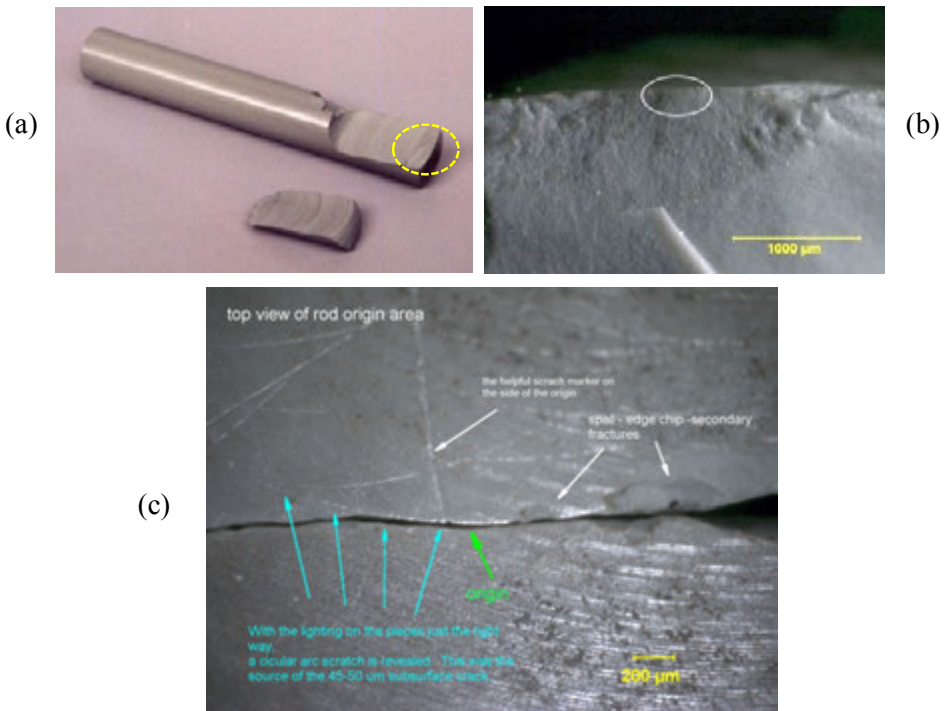 (a)
(b)
1000 µm
top view of rod origin area
the helpful scrach marker on
the side of the origin
spall - edge chip -secondary
fractures
(c)
origin
With the lighting on the pieces just the right
way,
a cicular arc scratch is revealed. This was the
source of the 45-50 um subsurface crack.
200 µm